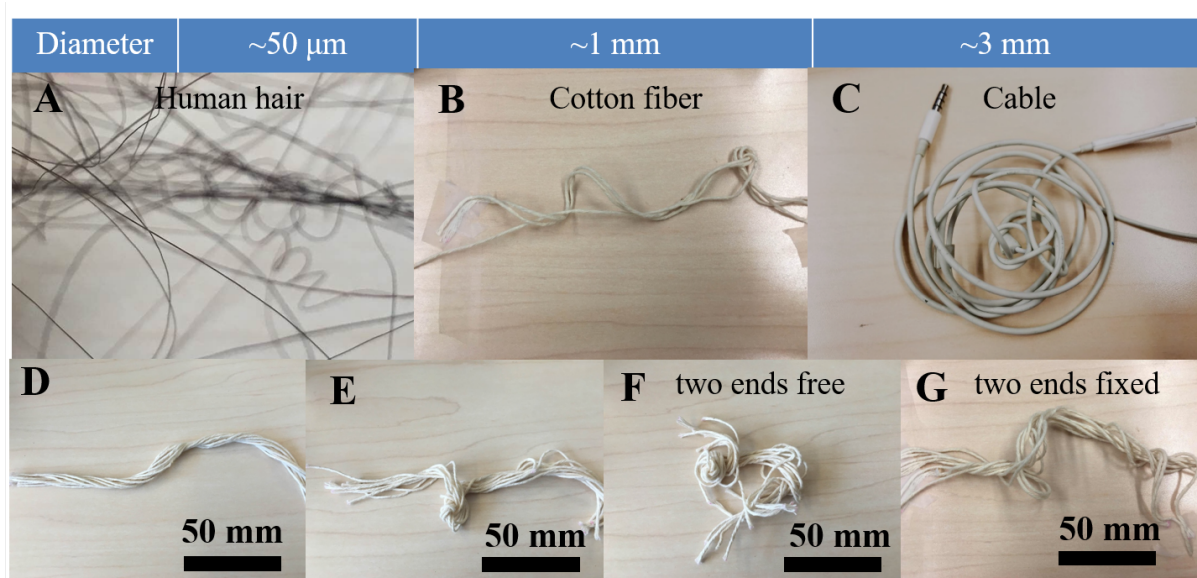 Diameter ~50 μm ~1 mm ~3 mm
A Human hair B Cotton fiber C Cable
D E F two ends free G two ends fixed
50 mm 50 mm 50 mm 50 mm